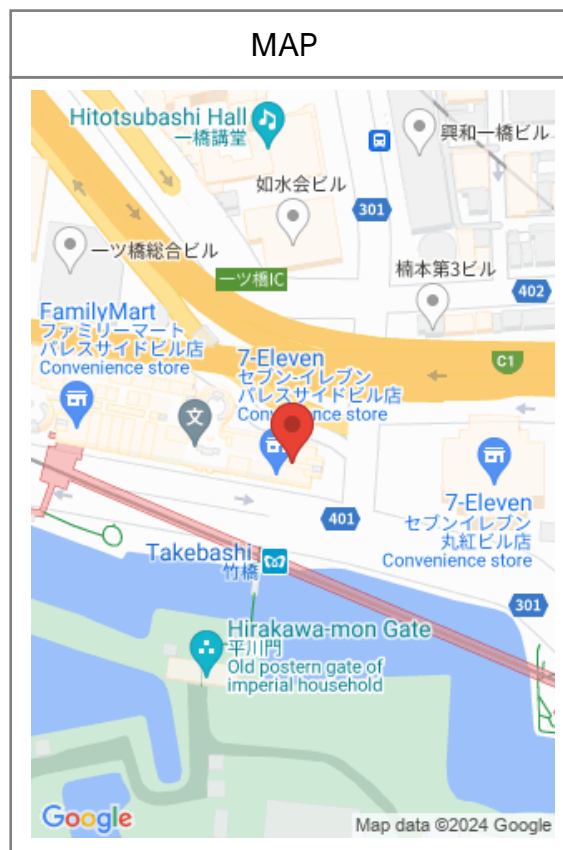 MAP
Hitotsubashi Hall
一橋講堂
興和一橋ビル
如水会ビル
301
一ツ橋総合ビル
一ツ橋IC
楠本第3ビル
402
FamilyMart
ファミリーマート
パレスサイドビル店
Convenience store
7-Eleven
セブン-イレブン
パレスサイドビル店
Convenience store
C1
文
7-Eleven
セブンイレブン
丸紅ビル店
Convenience store
401
Takebashi
竹橋
301
Hirakawa-mon Gate
平川門
Old postern gate of
imperial household
Google
Map data ©2024 Google